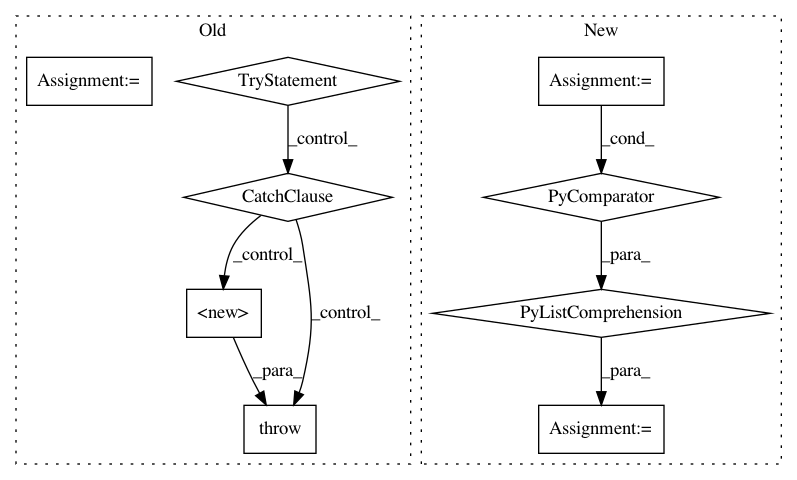 Old
New
Assignment:=
TryStatement
Assignment:=
_control_
_cond_
CatchClause
PyComparator
_control_
_control_
_para_
<new>
PyListComprehension
_para_
_para_
throw
Assignment:=